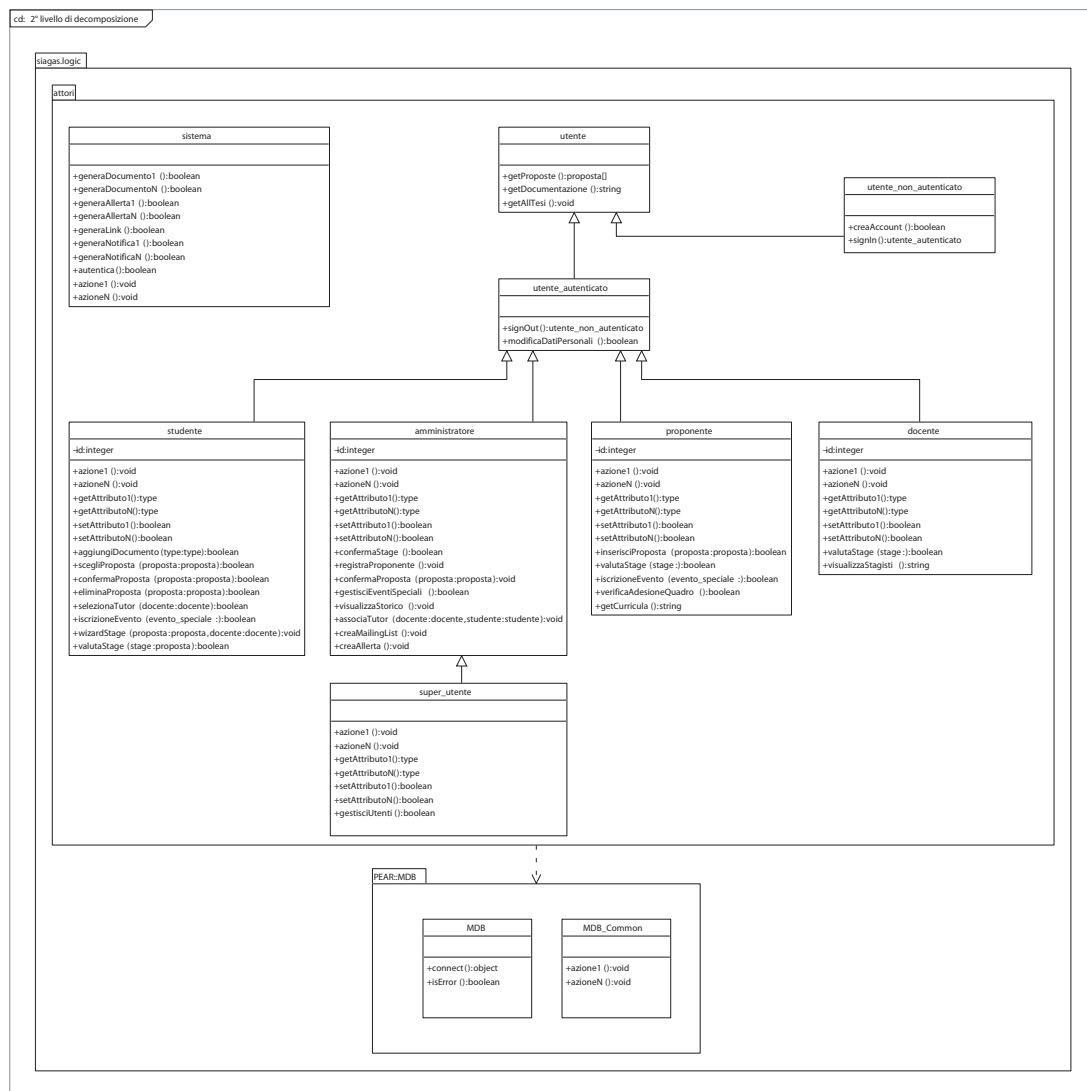 cd: 2° livello di decomposizione
siagas.logic
attori
sistema
+generaDocumento1 ():boolean
+generaDocumentoN ():boolean
+generaAllerta1 ():boolean
+generaAllertaN ():boolean
+generaLink ():boolean
+generaNotifica1 ():boolean
+generaNotificaN ():boolean
+autentica():boolean
+azione1 ():void
+azioneN ():void
utente
+getProposte ():proposta[]
+getDocumentazione ():string
+getAllTesi ():void
utente_non_autenticato
+creaAccount ():boolean
+signIn():utente_autenticato
utente_autenticato
+signOut():utente_non_autenticato
+modificaDatiPersonali ():boolean
studente
-id:integer
+azione1 ():void
+azioneN ():void
+getAttributo1():type
+getAttributoN():type
+setAttributo1():boolean
+setAttributoN():boolean
+aggiungiDocumento (type:type):boolean
+scegliProposta (proposta:proposta):boolean
+confermaProposta (proposta:proposta):boolean
+eliminaProposta (proposta:proposta):boolean
+selezionaTutor (docente:docente):boolean
+iscrizioneEvento (evento_speciale :):boolean
+wizardStage (proposta:proposta,docente:docente):void
+valutaStage (stage:proposta):boolean
amministratore
-id:integer
+azione1 ():void
+azioneN ():void
+getAttributo1():type
+getAttributoN():type
+setAttributo1():boolean
+setAttributoN():boolean
+confermaStage ():boolean
+registraProponente ():void
+confermaProposta (proposta:proposta):void
+gestisciEventiSpeciali ():boolean
+visualizzaStorico ():void
+associaTutor (docente:docente,studente:studente):void
+creaMailingList ():void
+creaAllerta ():void
proponente
-id:integer
+azione1 ():void
+azioneN ():void
+getAttributo1():type
+getAttributoN():type
+setAttributo1():boolean
+setAttributoN():boolean
+inserisciProposta (proposta:proposta):boolean
+valutaStage (stage:):boolean
+iscrizioneEvento (evento_speciale :):boolean
+verificaAdesioneQuadro ():boolean
+getCurricula ():string
docente
-id:integer
+azione1 ():void
+azioneN ():void
+getAttributo1():type
+getAttributoN():type
+setAttributo1():boolean
+setAttributoN():boolean
+valutaStage (stage:):boolean
+visualizzaStagisti ():string
super_utente
+azione1 ():void
+azioneN ():void
+getAttributo1():type
+getAttributoN():type
+setAttributo1():boolean
+setAttributoN():boolean
+gestisciUtenti ():boolean
PEAR::MDB
MDB
+connect():object
+isError ():boolean
MDB_Common
+azione1 ():void
+azioneN ():void